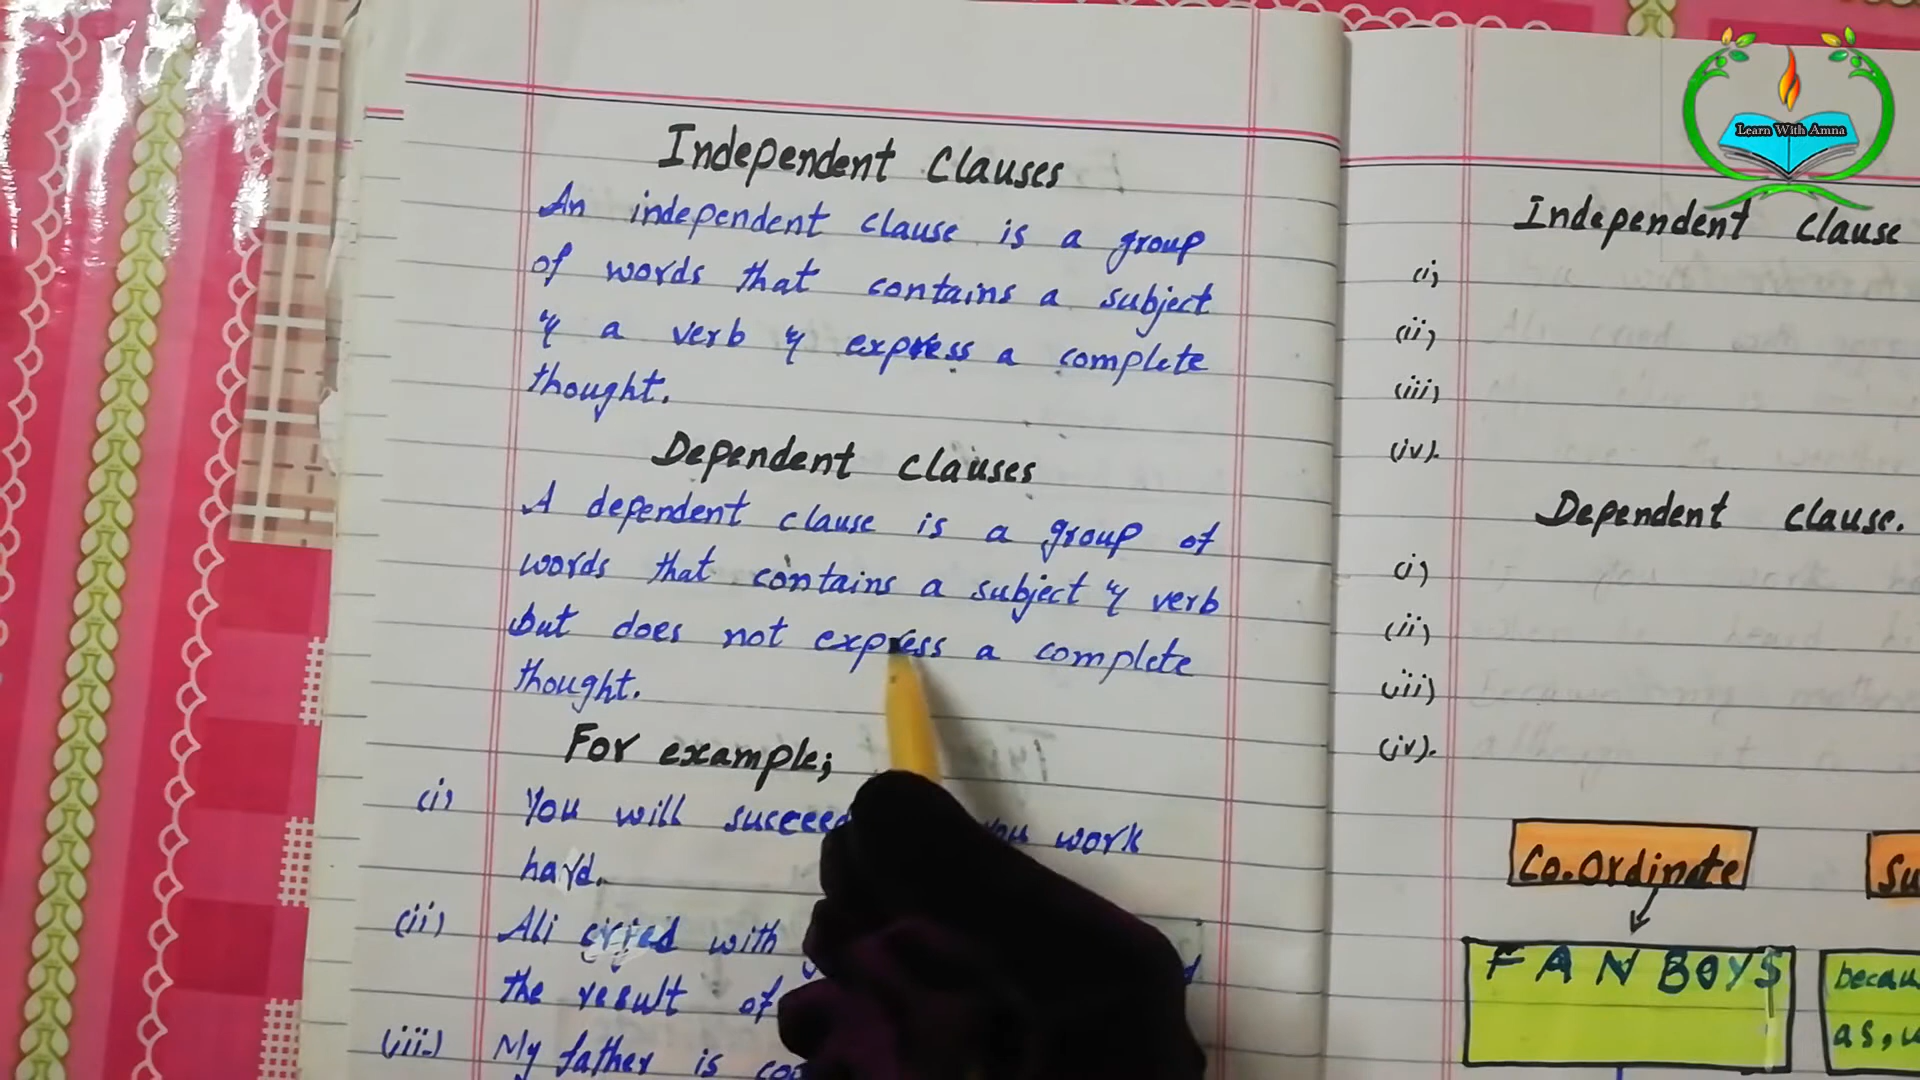 Learn With Amna
Independent Clauses
An independent clause is a group
of words that contains a subject
& a verb & express a complete
thought.
Dependent Clauses
A dependent clause is a group of
words that contains a subject & verb
but does not express a complete
thought.
For example;
(i) You will succeed you work
hard.
(ii) Ali cried with
the result of
(iii) My father is
Independent Clause
(i)
(ii)
(iii)
(iv).
Dependent clause.
(i)
(ii)
(iii)
(iv).
Co.Ordinate
FANBOYS
as,